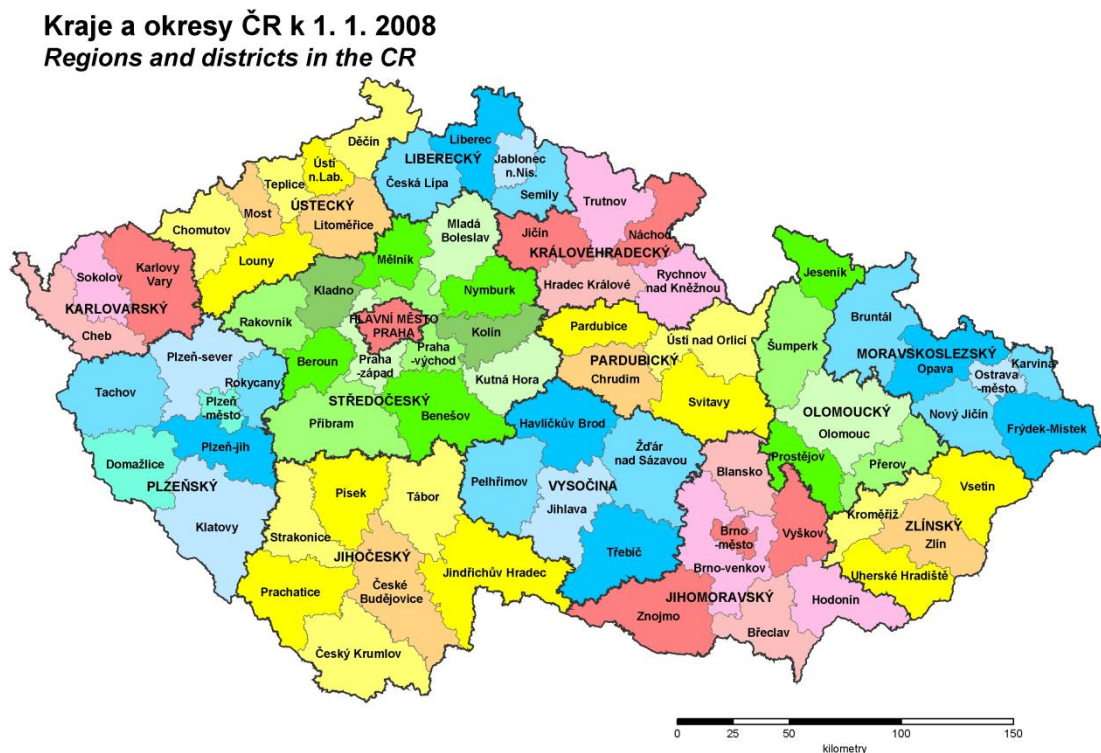 Kraje a okresy ČR k 1. 1. 2008
Regions and districts in the CR
Děčín
Liberec
Ústí
n.Lab.
LIBERECKÝ
Jablonec
n.Nis.
Teplice
Česká Lípa
Semily
Trutnov
Most
ÚSTECKÝ
Litoměřice
Mladá
Boleslav
Chomutov
Jičín
Náchod
KRÁLOVÉHRADECKÝ
Louny
Mělník
Jeseník
Sokolov
Karlovy
Vary
Kladno
Nymburk
Hradec Králové
Rychnov
nad Kněžnou
KARLOVARSKÝ
HLAVNÍ MĚSTO
PRAHA
Bruntál
Cheb
Rakovník
Kolín
Pardubice
Ústí nad Orlicí
Šumperk
MORAVSKOSLEZSKÝ
Karviná
Plzeň-sever
Beroun
Praha
-západ
Praha
-východ
PARDUBICKÝ
Opava
Ostrava
-město
Rokycany
Kutná Hora
Chrudim
Tachov
Plzeň
-město
STŘEDOČESKÝ
Svitavy
OLOMOUCKÝ
Nový Jičín
Příbram
Benešov
Havlíčkův Brod
Olomouc
Frýdek-Místek
Plzeň-jih
Žďár
nad Sázavou
Prostějov
Přerov
Domažlice
Blansko
PLZEŇSKÝ
Písek
Tábor
Pelhřimov
VYSOČINA
Vsetín
Klatovy
Jihlava
Kroměříž
ZLÍNSKÝ
Strakonice
Brno
-město
Vyškov
Zlín
JIHOČESKÝ
Třebíč
Brno-venkov
Jindřichův Hradec
Uherské Hradiště
Prachatice
České
Budějovice
JIHOMORAVSKÝ
Hodonín
Znojmo
Břeclav
Český Krumlov
0 25 50 100 150
kilometry